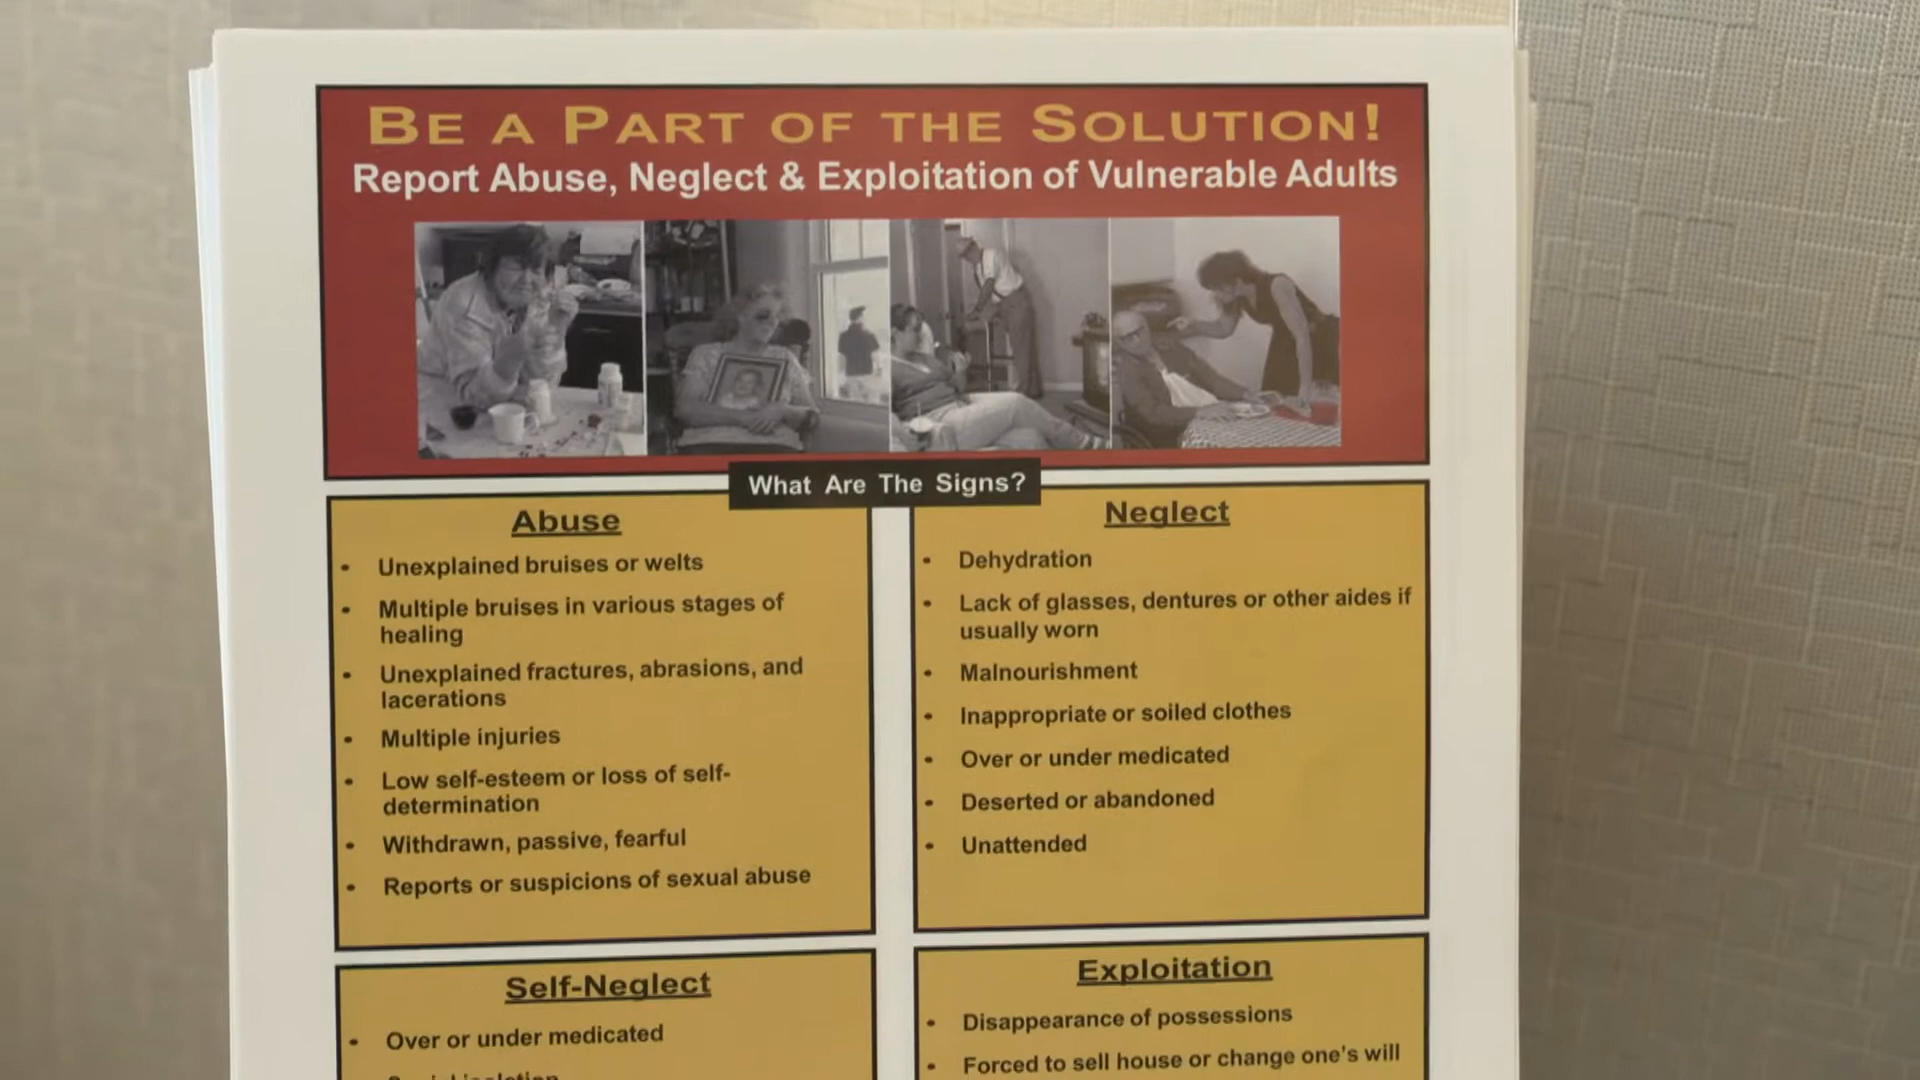 BE A PART OF THE SOLUTION!
Report Abuse, Neglect & Exploitation of Vulnerable Adults
What Are The Signs?
Abuse
• Unexplained bruises or welts
• Multiple bruises in various stages of
healing
• Unexplained fractures, abrasions, and
lacerations
• Multiple injuries
• Low self-esteem or loss of self-
determination
• Withdrawn, passive, fearful
• Reports or suspicions of sexual abuse
Neglect
• Dehydration
• Lack of glasses, dentures or other aides if
usually worn
• Malnourishment
• Inappropriate or soiled clothes
• Over or under medicated
• Deserted or abandoned
• Unattended
Self-Neglect
• Over or under medicated
Exploitation
• Disappearance of possessions
• Forced to sell house or change one's will